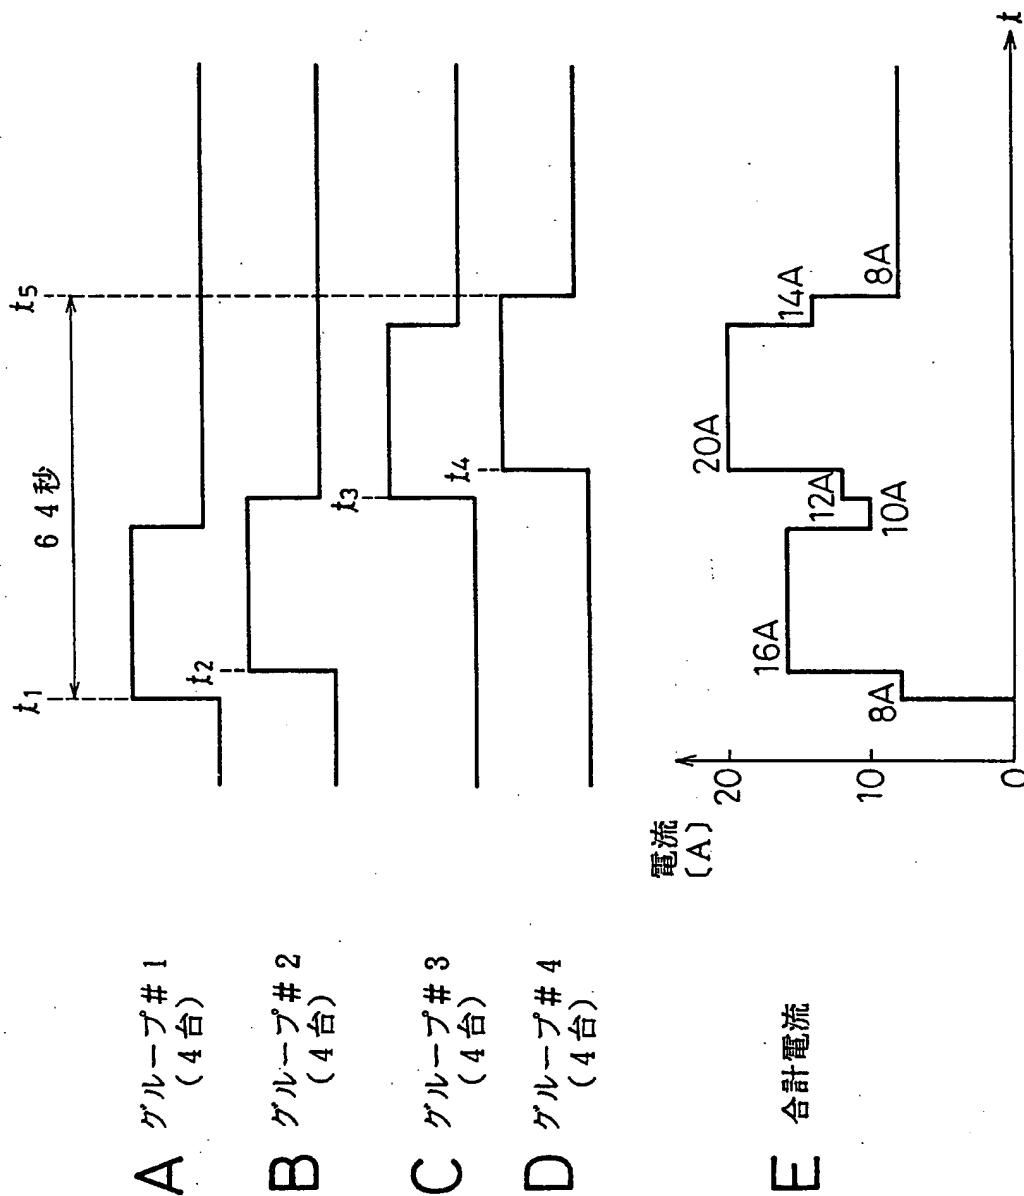 A グループ#1
(4台)
B グループ#2
(4台)
C グループ#3
(4台)
D グループ#4
(4台)
E 合計電流
t1
64秒
t5
t2
t3
t4
電流
〔A〕
20
10
0
8A
16A
10A
12A
20A
14A
8A
t